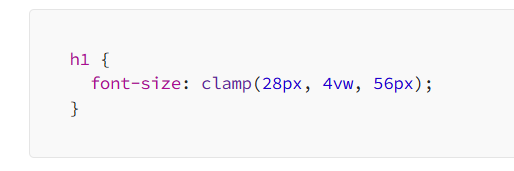 h1 {
  font-size: clamp(28px, 4vw, 56px);
}